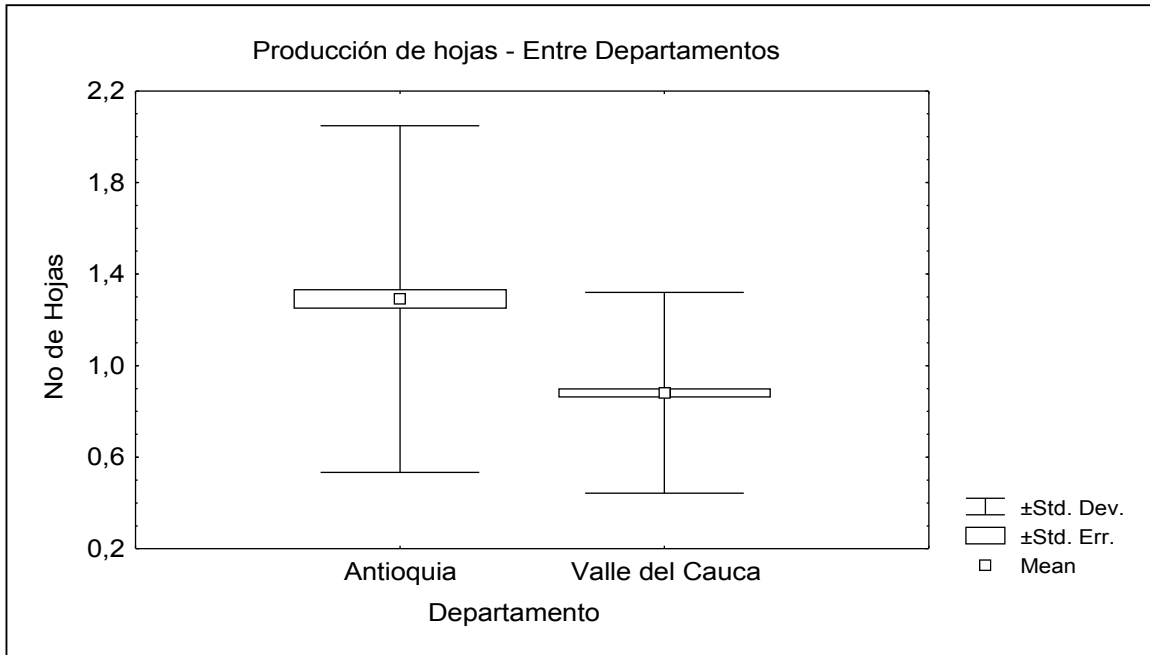 Producción de hojas - Entre Departamentos
2,2
1,8
1,4
1,0
0,6
0,2
No de Hojas
Antioquia Valle del Cauca
Departamento
±Std. Dev.
±Std. Err.
Mean